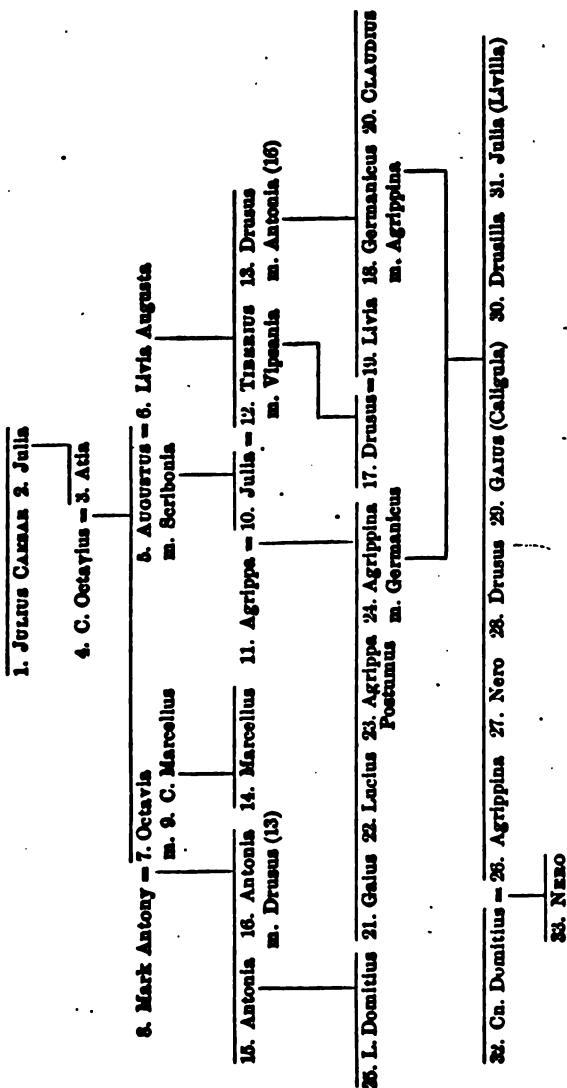 1. JULIUS CAESAR 2. Julia
4. C. Octavius = 3. Atia
8. Mark Antony = 7. Octavia 5. AUGUSTUS = 6. Livia Augusta
m. 9. C. Marcellus m. Scribonia
15. Antonia 16. Antonia 14. Marcellus 11. Agrippa = 10. Julia = 12. TIBERIUS 13. Drusus
m. Drusus (13) m. Vipsania m. Antonia (16)
25. L. Domitius 21. Gaius 22. Lucius 23. Agrippa 24. Agrippina 17. Drusus = 19. Livia 18. Germanicus 20. CLAUDIUS
Postumus m. Germanicus m. Agrippina
32. Cn. Domitius = 26. Agrippina 27. Nero 28. Drusus 29. GAIUS (Caligula) 30. Drusilla 31. Julia (Livilla)
33. NERO